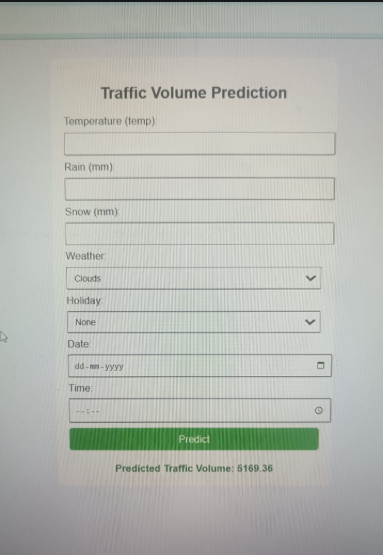 Traffic Volume Prediction
Temperature (temp):
Rain (mm):
Snow (mm):
Weather:
Clouds
Holiday:
None
Date:
dd-mm-yyyy
Time:
--:--
Predict
Predicted Traffic Volume: 5169.36